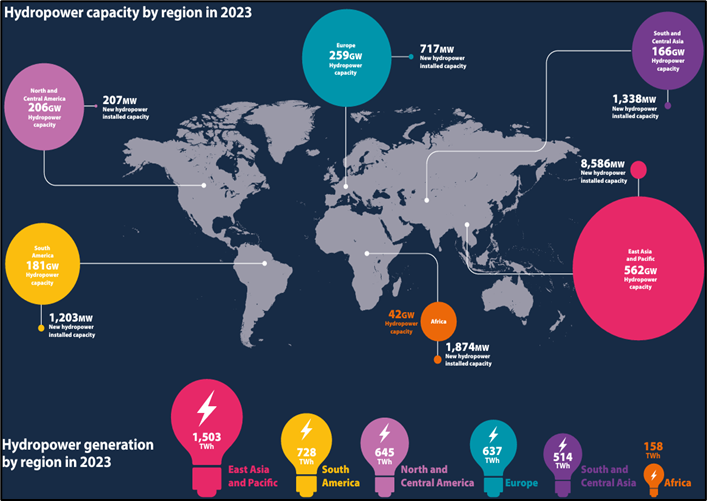 Hydropower capacity by region in 2023
North and
Central America
206GW
Hydropower
capacity
207MW
New hydropower
installed capacity
Europe
259GW
Hydropower
capacity
717MW
New hydropower
installed capacity
South and
Central Asia
166GW
Hydropower
capacity
1,338MW
New hydropower
installed capacity
8,586MW
New hydropower
installed capacity
East Asia
and Pacific
562GW
Hydropower
capacity
South
America
181GW
Hydropower
capacity
1,203MW
New hydropower
installed capacity
42GW
Hydropower
capacity
Africa
1,874MW
New hydropower
installed capacity
Hydropower generation
by region in 2023
1,503
TWh
East Asia
and Pacific
728
TWh
South
America
645
TWh
North and
Central America
637
TWh
Europe
514
TWh
South and
Central Asia
158
TWh
Africa